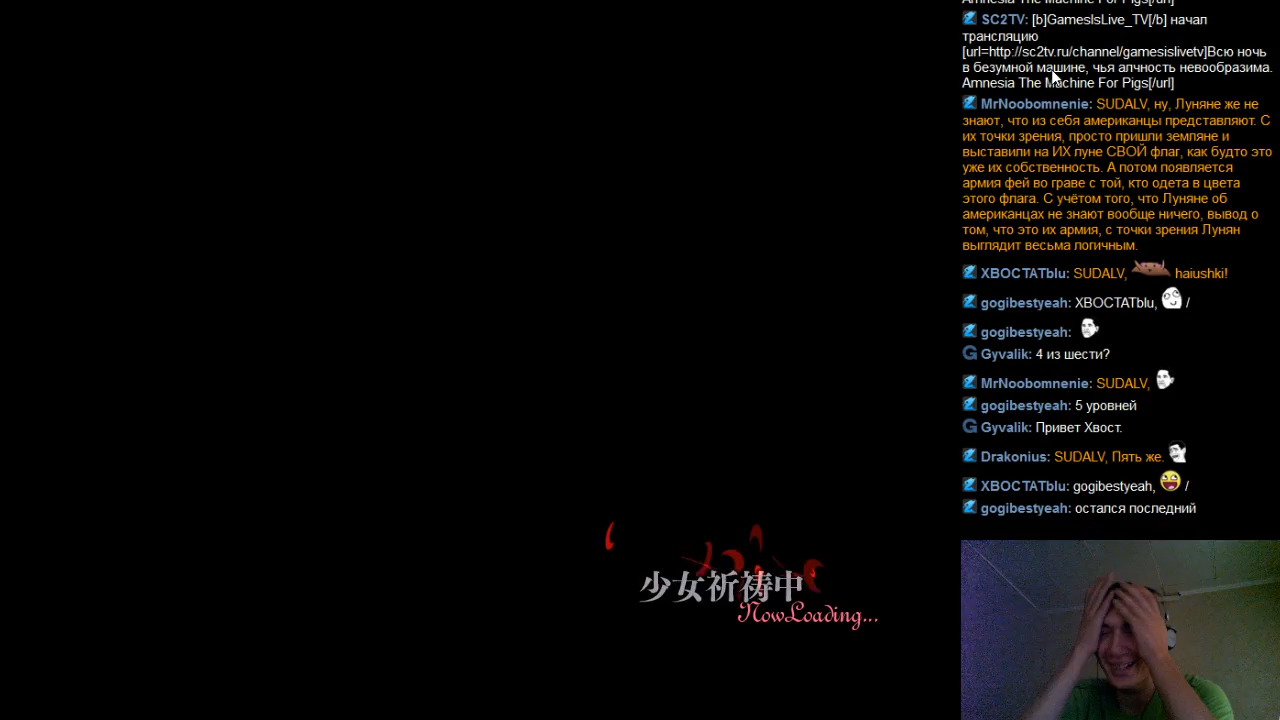 Amnesia The Machine For Pigs[/url]
SC2TV: [b]GamesIsLive_TV[/b] начал
трансляцию
[url=http://sc2tv.ru/channel/gamesislivetv]Всю ночь
в безумной машине, чья алчность невообразима.
Amnesia The Machine For Pigs[/url]
MrNoobomnenie: SUDALV, ну, Луняне же не
знают, что из себя американцы представляют. С
их точки зрения, просто пришли земляне и
выставили на ИХ луне СВОЙ флаг, как будто это
уже их собственность. А потом появляется
армия фей во граве с той, кто одета в цвета
этого флага. С учётом того, что Луняне об
американцах не знают вообще ничего, вывод о
том, что это их армия, с точки зрения Лунян
выглядит весьма логичным.
XBOCTATblu: SUDALV, haiushki!
gogibestyeah: XBOCTATblu, /
gogibestyeah:
Gyvalik: 4 из шести?
MrNoobomnenie: SUDALV,
gogibestyeah: 5 уровней
Gyvalik: Привет Хвост.
Drakonius: SUDALV, Пять же.
XBOCTATblu: gogibestyeah, /
gogibestyeah: остался последний
少女祈祷中
NowLoading...